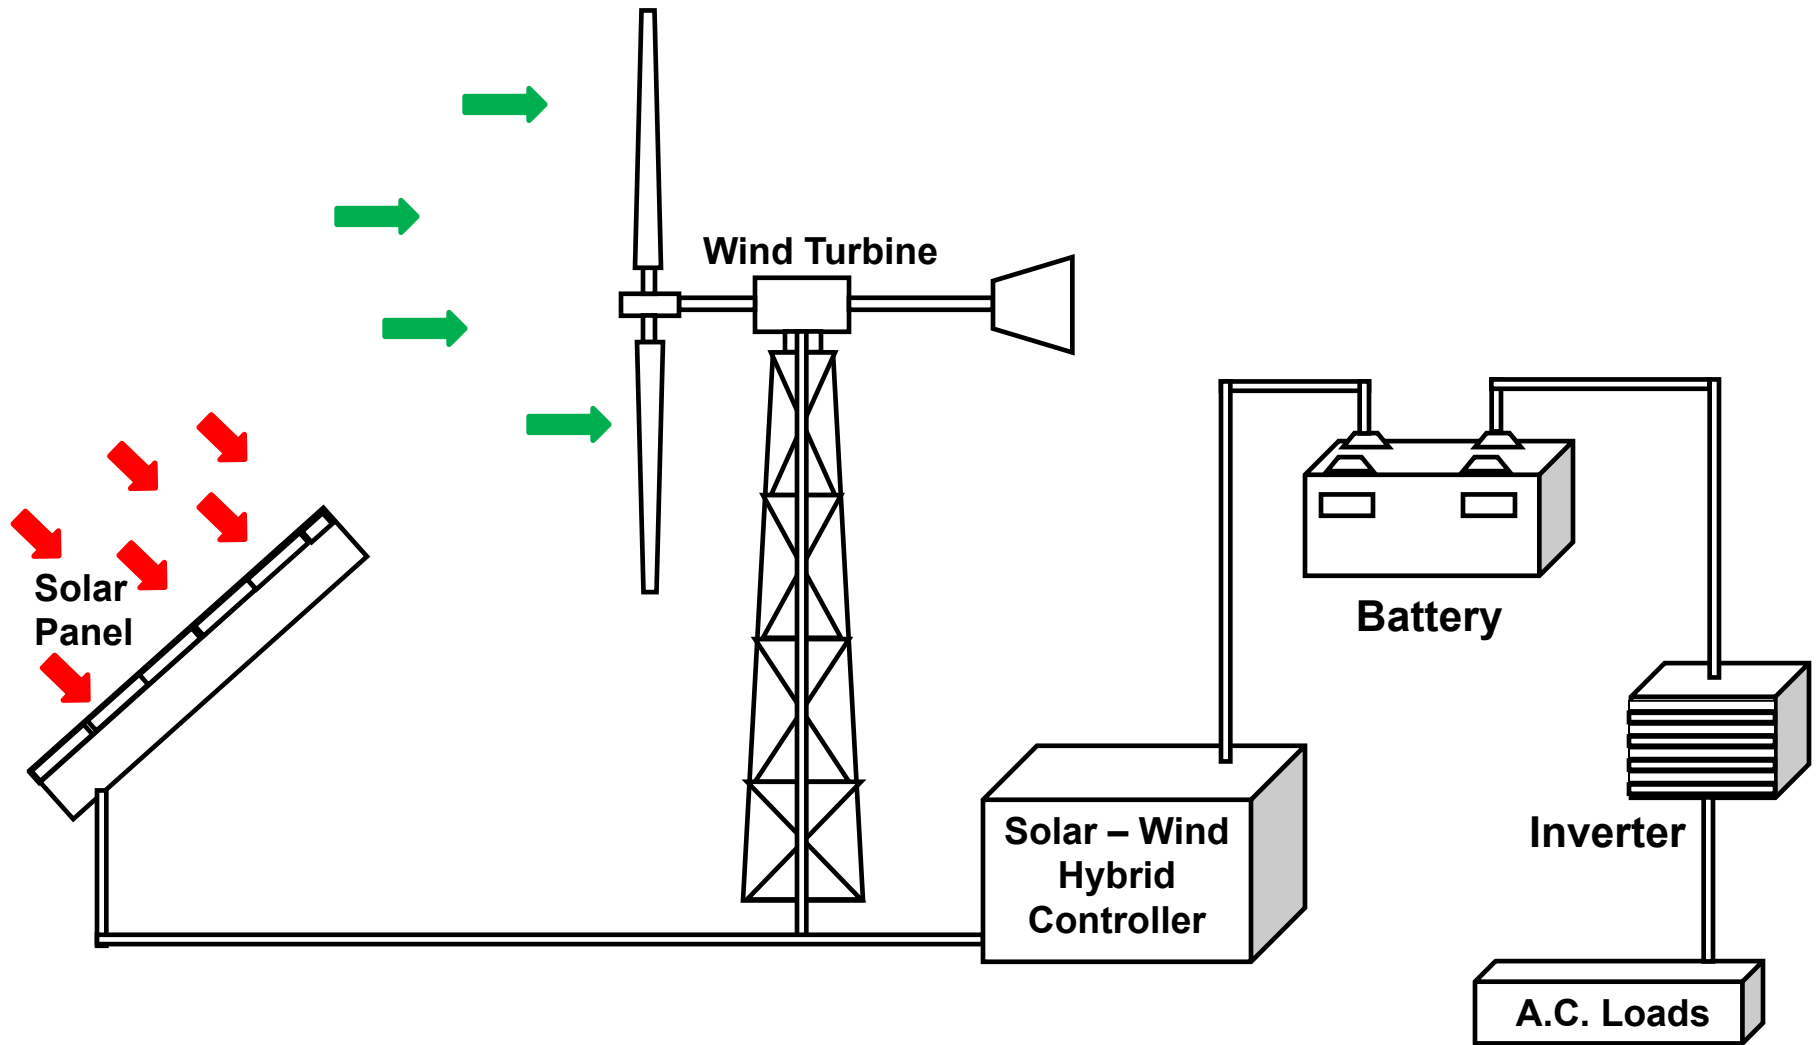 Wind Turbine
Solar
Panel
Battery
Solar – Wind
Hybrid
Controller
Inverter
A.C. Loads